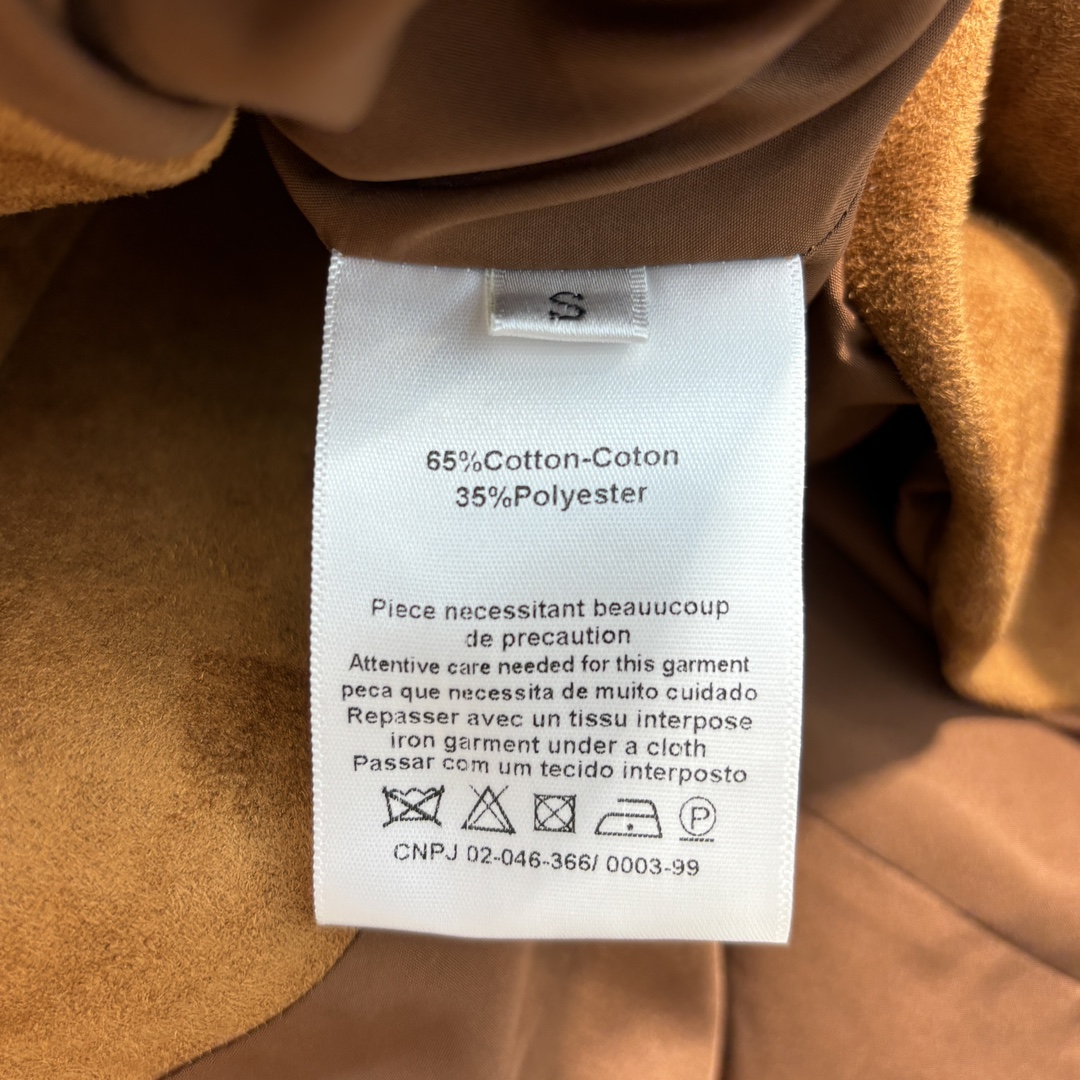 S
65%Cotton-Coton
35%Polyester
Piece necessitant beauucoup
de precaution
Attentive care needed for this garment
peca que necessita de muito cuidado
Repasser avec un tissu interpose
iron garment under a cloth
Passar com um tecido interposto
P
CNPJ 02-046-366/ 0003-99